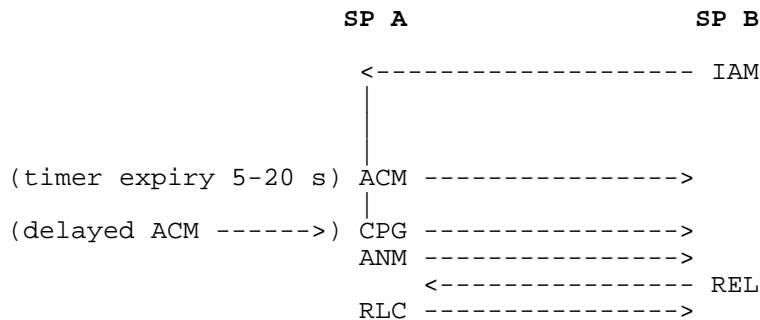 SP A SP B
<--------------------- IAM
(timer expiry 5-20 s) ACM -------------------->
(delayed ACM ------>) CPG -------------------->
ANM -------------------->
<--------------------- REL
RLC -------------------->